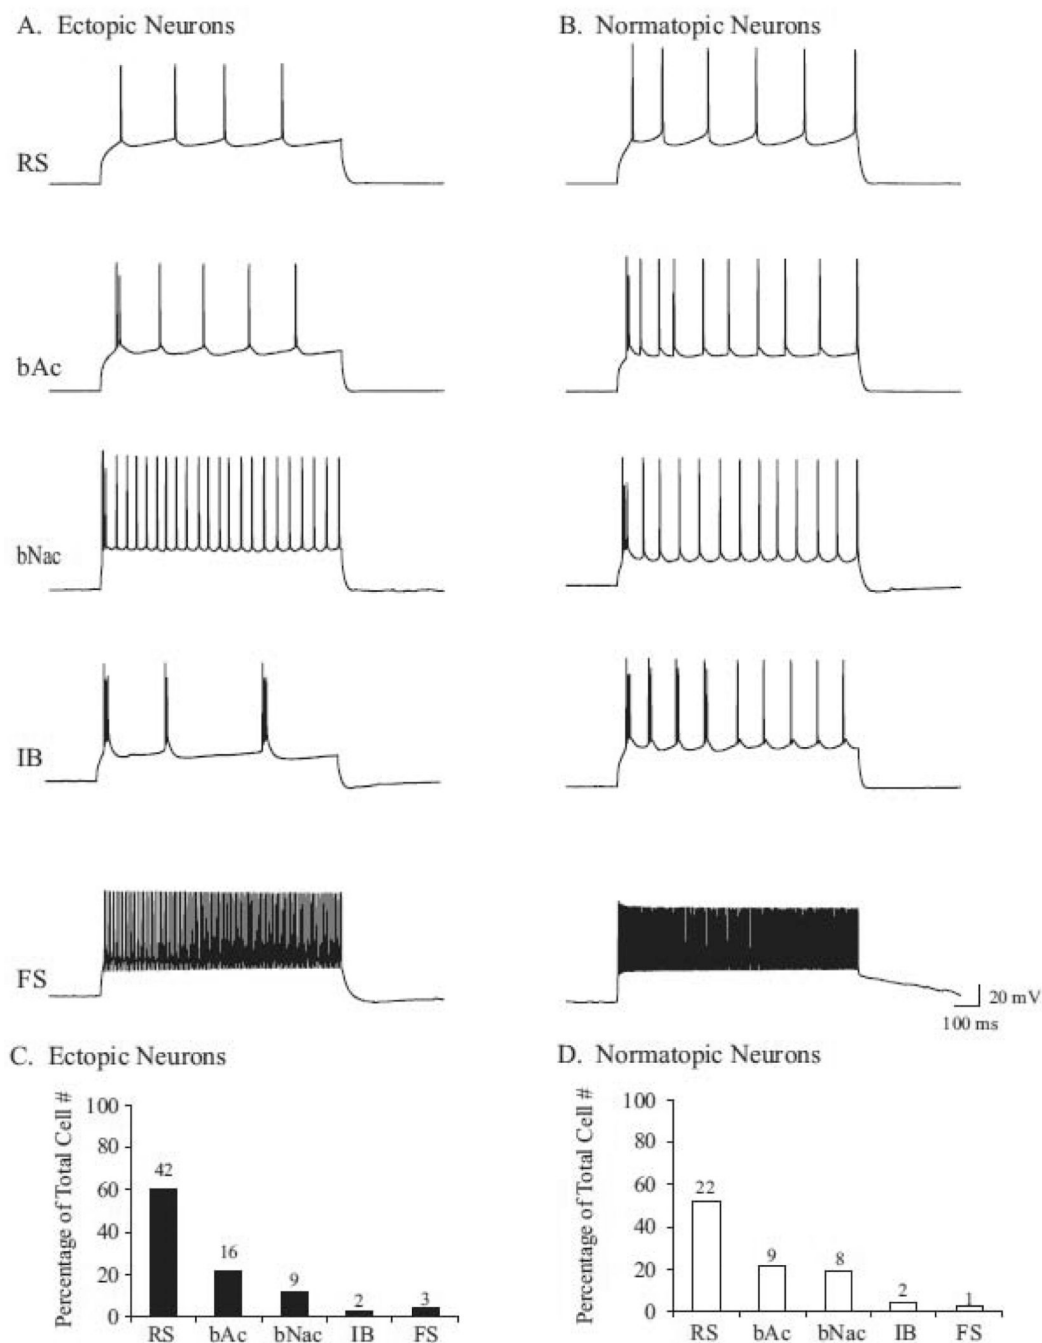 A. Ectopic Neurons
B. Normatopic Neurons
RS
bAc
bNac
IB
FS
20 mV
100 ms
C. Ectopic Neurons
D. Normatopic Neurons
Percentage of Total Cell #
100
80
60
40
20
0
42
16
9
2
3
RS bAc bNac IB FS
Percentage of Total Cell #
100
80
60
40
20
0
22
9
8
2
1
RS bAc bNac IB FS